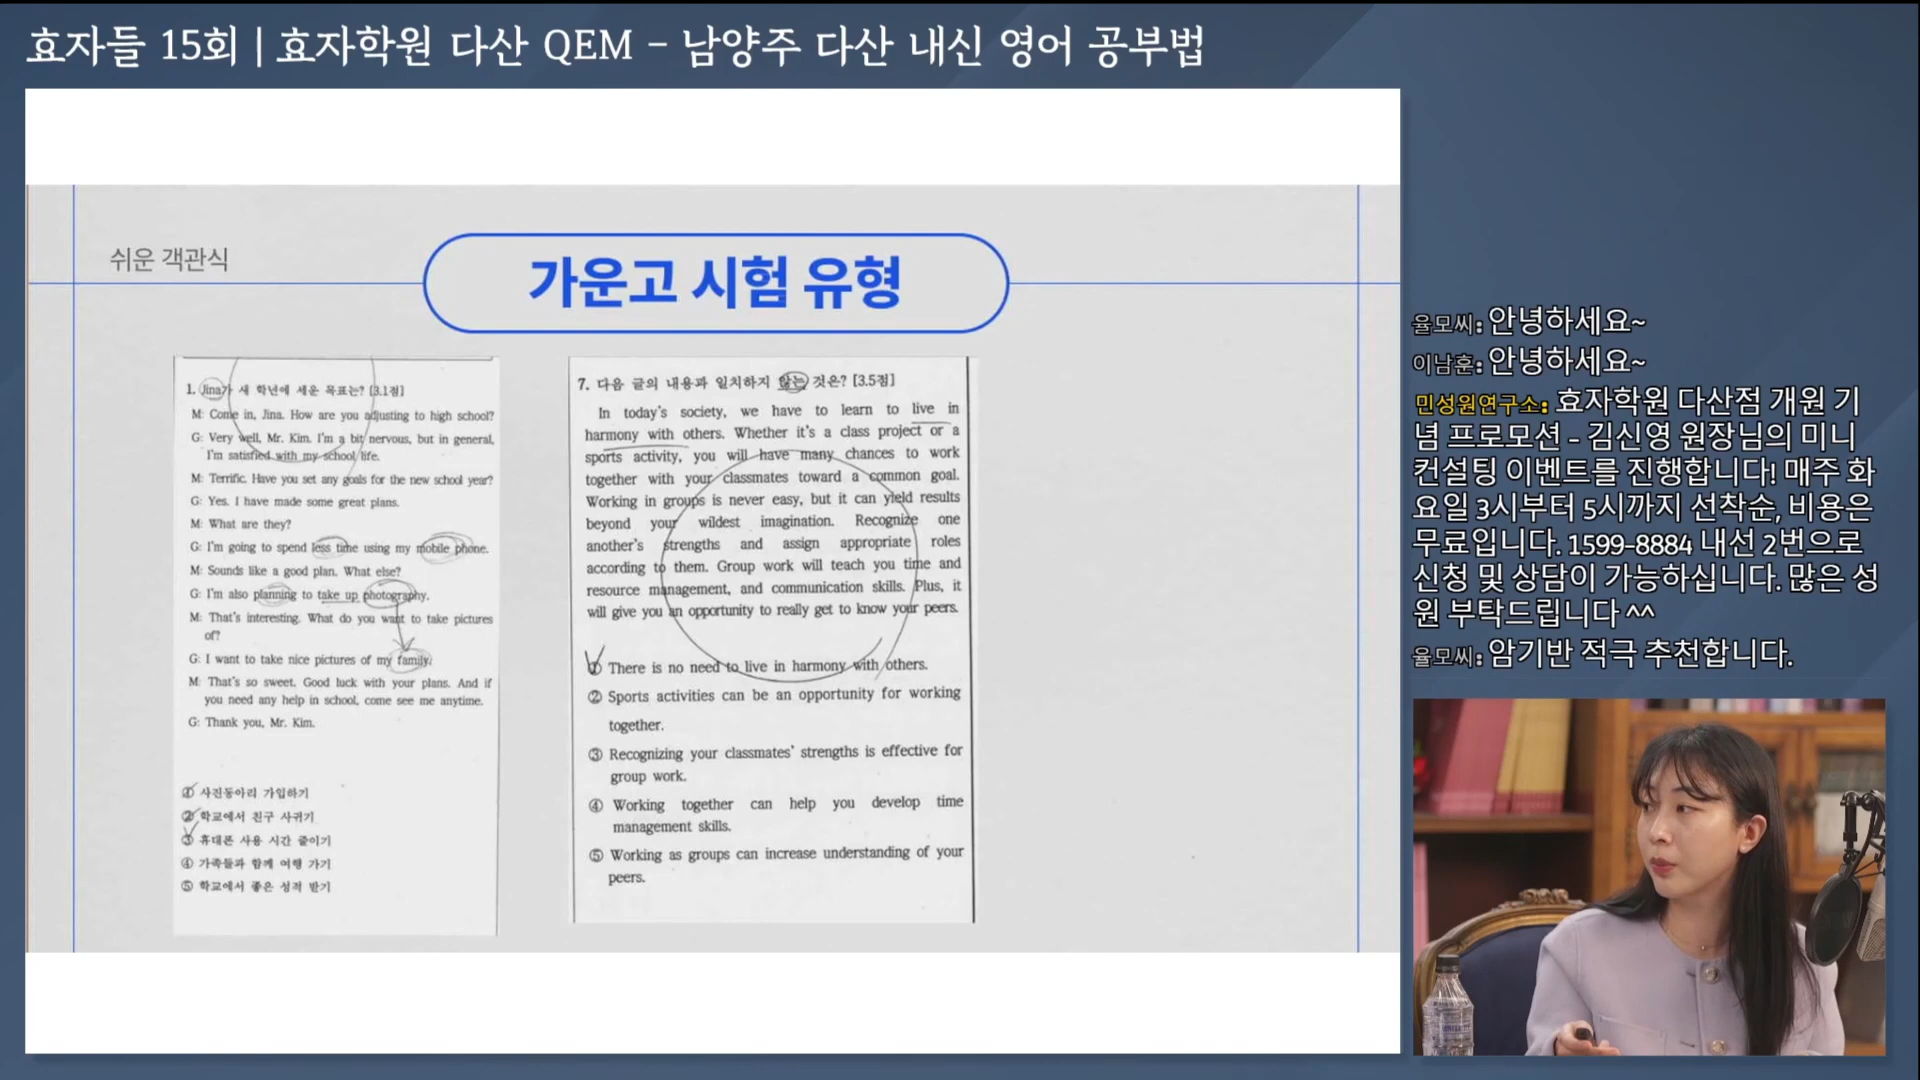 효자들 15회 | 효자학원 다산 QEM – 남양주 다산 내신 영어 공부법
쉬운 객관식
가운고 시험 유형
1. Jina가 새 학년에 세운 목표는? [3.1점]
M: Come in, Jina. How are you adjusting to high school?
G: Very well, Mr. Kim. I'm a bit nervous, but in general,
I'm satisfied with my school life.
M: Terrific. Have you set any goals for the new school year?
G: Yes. I have made some great plans.
M: What are they?
G: I'm going to spend less time using my mobile phone.
M: Sounds like a good plan. What else?
G: I'm also planning to take up photography.
M: That's interesting. What do you want to take pictures
of?
G: I want to take nice pictures of my family.
M: That's so sweet. Good luck with your plans. And if
you need any help in school, come see me anytime.
G: Thank you, Mr. Kim.
① 사진동아리 가입하기
② 학교에서 친구 사귀기
③ 휴대폰 사용 시간 줄이기
④ 가족들과 함께 여행 가기
⑤ 학교에서 좋은 성적 받기
7. 다음 글의 내용과 일치하지 않는 것은? [3.5점]
In today's society, we have to learn to live in
harmony with others. Whether it's a class project or a
sports activity, you will have many chances to work
together with your classmates toward a common goal.
Working in groups is never easy, but it can yield results
beyond your wildest imagination. Recognize one
another's strengths and assign appropriate roles
according to them. Group work will teach you time and
resource management, and communication skills. Plus, it
will give you an opportunity to really get to know your peers.
① There is no need to live in harmony with others.
② Sports activities can be an opportunity for working
together.
③ Recognizing your classmates' strengths is effective for
group work.
④ Working together can help you develop time
management skills.
⑤ Working as groups can increase understanding of your
peers.
율모씨: 안녕하세요~
이남훈: 안녕하세요~
민성원연구소: 효자학원 다산점 개원 기
념 프로모션 - 김신영 원장님의 미니
컨설팅 이벤트를 진행합니다! 매주 화
요일 3시부터 5시까지 선착순, 비용은
무료입니다. 1599-8884 내선 2번으로
신청 및 상담이 가능하십니다. 많은 성
원 부탁드립니다 ^^
율모씨: 암기반 적극 추천합니다.